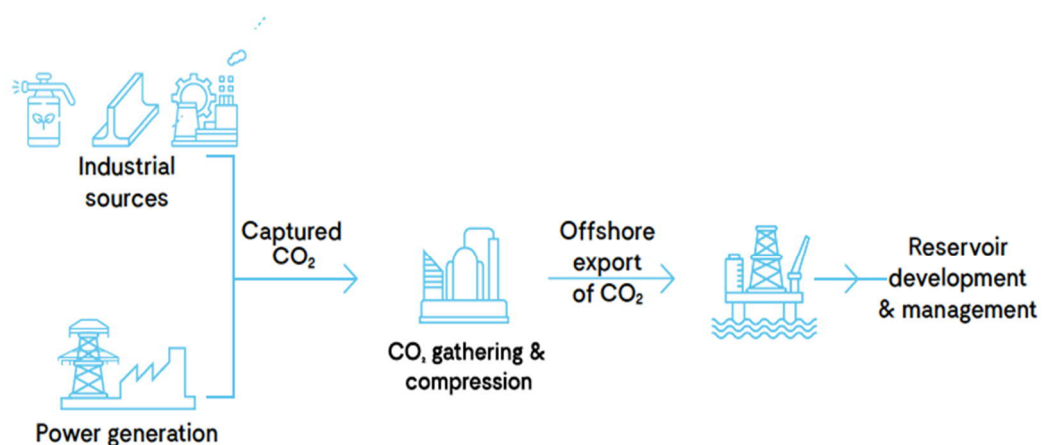 Industrial
sources
Captured
CO₂
Offshore
export
of CO₂
Reservoir
development
& management
CO, gathering &
compression
Power generation